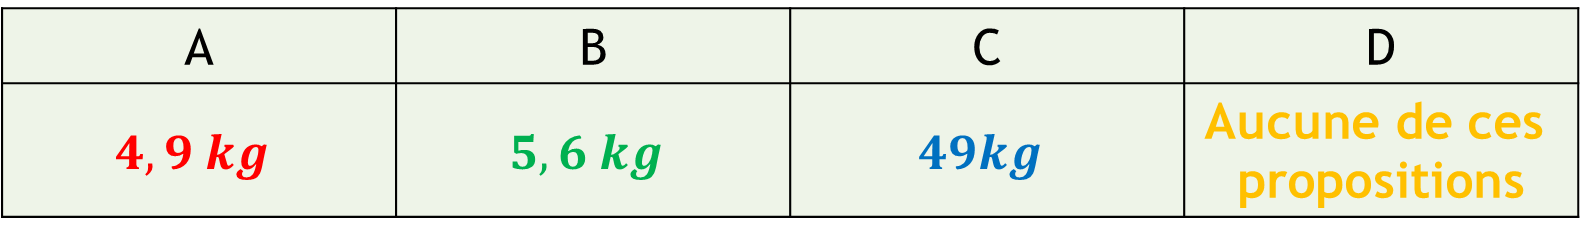 A B C D
4, 9 kg 5, 6 kg 49kg Aucune de ces
propositions